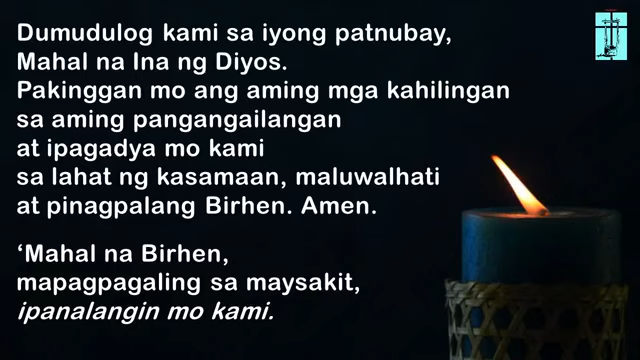 Dumudulog kami sa iyong patnubay,
Mahal na Ina ng Diyos.
Pakinggan mo ang aming mga kahilingan
sa aming pangangailangan
at ipagadya mo kami
sa lahat ng kasamaan, maluwalhati
at pinagpalang Birhen. Amen.
‘Mahal na Birhen,
mapagpagaling sa maysakit,
ipanalangin mo kami.